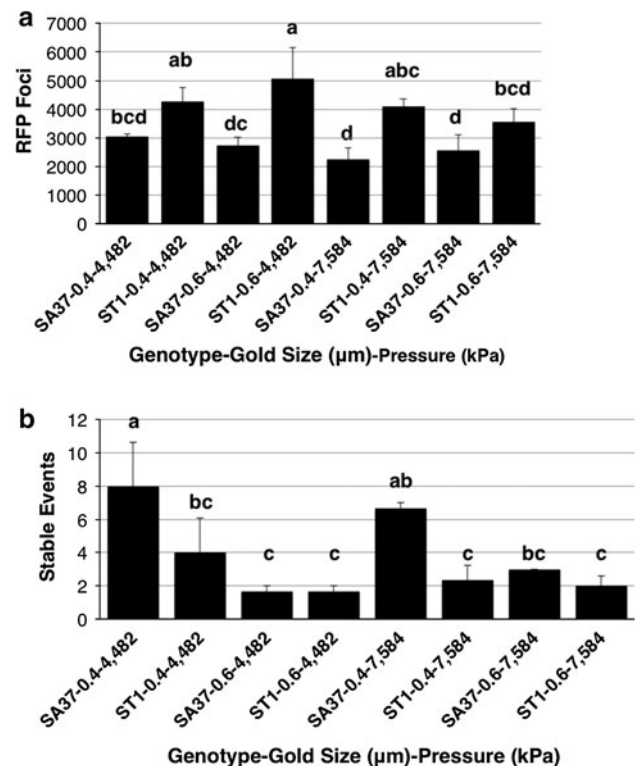 a
7000
6000
5000
4000
3000
2000
1000
0
RFP Foci
bcd
ab
dc
a
d
abc
d
bcd
SA37-0.4-4,482
ST1-0.4-4,482
SA37-0.6-4,482
ST1-0.6-4,482
SA37-0.4-7,584
ST1-0.4-7,584
SA37-0.6-7,584
ST1-0.6-7,584
Genotype-Gold Size (µm)-Pressure (kPa)
b
12
10
8
6
4
2
0
Stable Events
a
bc
c
c
ab
c
bc
c
SA37-0.4-4,482
ST1-0.4-4,482
SA37-0.6-4,482
ST1-0.6-4,482
SA37-0.4-7,584
ST1-0.4-7,584
SA37-0.6-7,584
ST1-0.6-7,584
Genotype-Gold Size (µm)-Pressure (kPa)